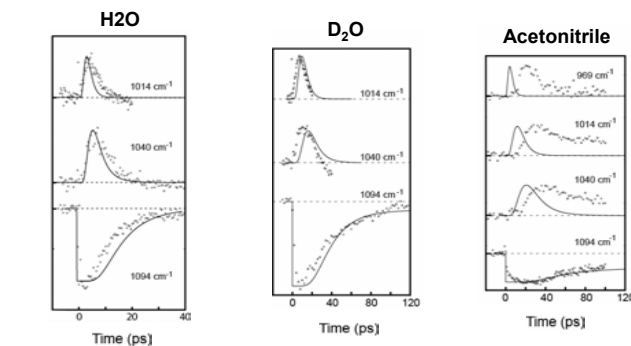 H2O
D₂O
Acetonitrile
1014 cm⁻¹
1040 cm⁻¹
1094 cm⁻¹
0 20 40
Time (ps)
1014 cm⁻¹
1040 cm⁻¹
1094 cm⁻¹
0 40 80 120
Time (ps)
969 cm⁻¹
1014 cm⁻¹
1040 cm⁻¹
1094 cm⁻¹
0 40 80 120
Time (ps)